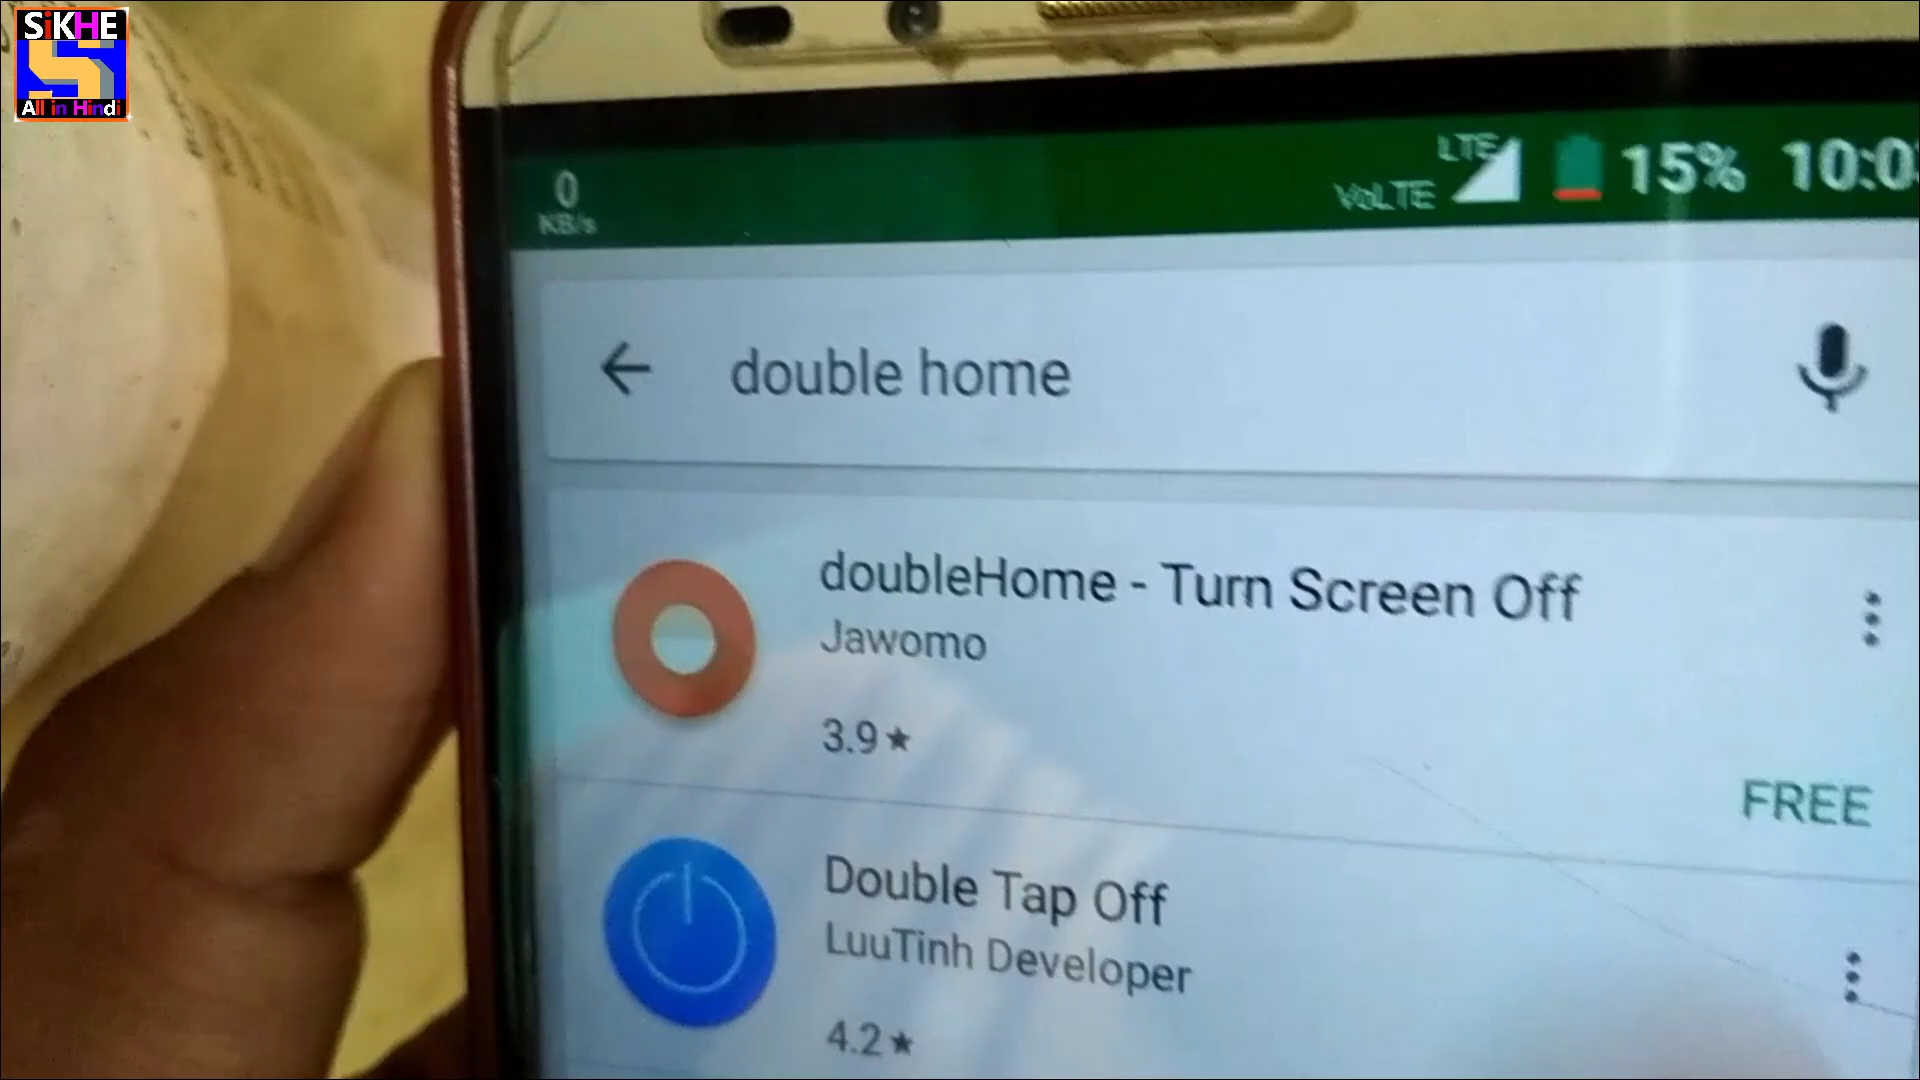 SiKHE
All in Hindi
0
KB/s
LTE
VoLTE
15%
10:0
double home
doubleHome - Turn Screen Off
Jawomo
3.9★
FREE
Double Tap Off
LuuTinh Developer
4.2★